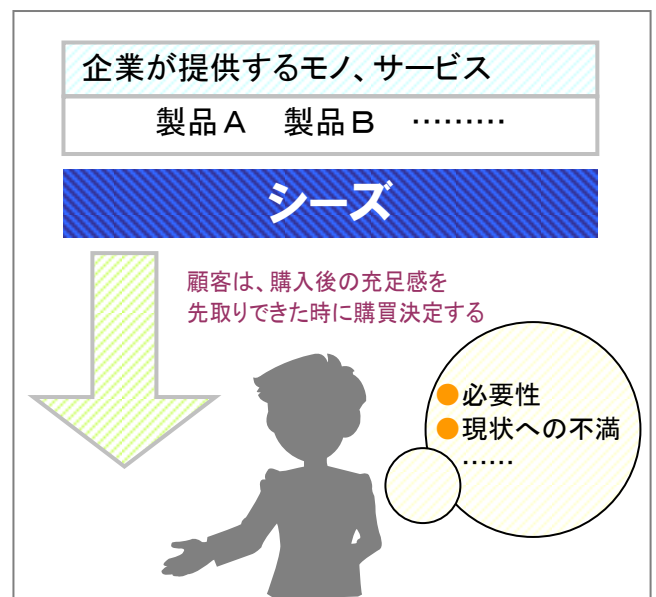 企業が提供するモノ、サービス
製品Ａ　製品Ｂ　………
シーズ
顧客は、購入後の充足感を
先取りできた時に購買決定する
●必要性
●現状への不満
……